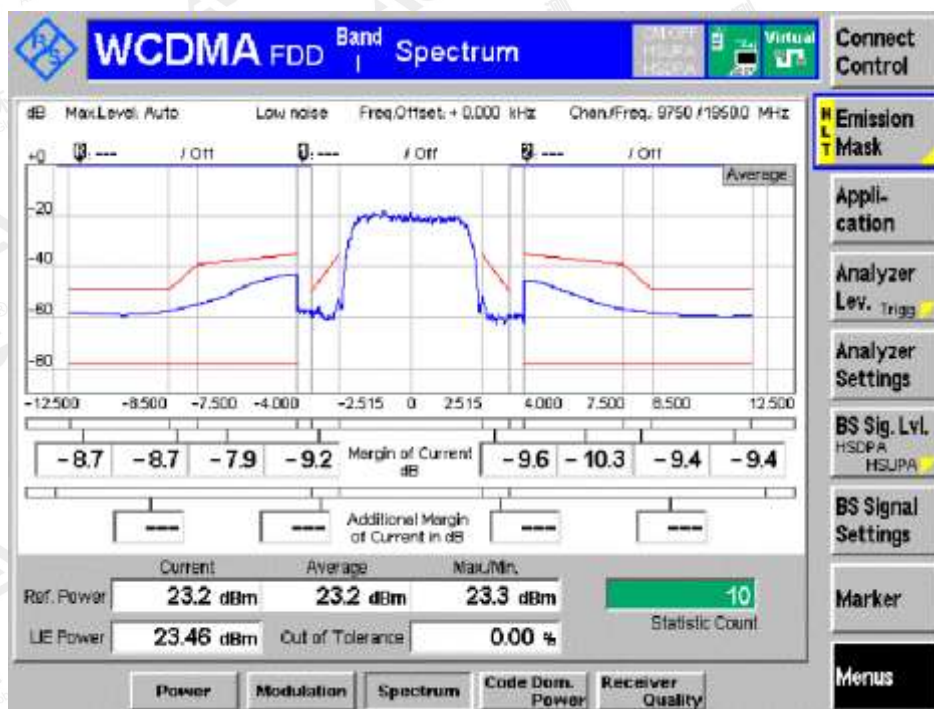 WCDMA FDD Band I Spectrum
Virtual
Connect Control
dB Max.Level: Auto Low noise Freq.Offset: + 0.000 kHz Chan./Freq.: 9750 / 1950.0 MHz
--- / Off --- / Off 2: --- / Off
Average
+0
-20
-40
-60
-80
-12.500 -8.500 -7.500 -4.000 -2.515 0 2.515 4.000 7.500 8.500 12.500
-8.7 -8.7 -7.9 -9.2 Margin of Current dB -9.6 -10.3 -9.4 -9.4
--- --- Additional Margin of Current in dB --- ---
Current Average Max./Min.
Ref. Power 23.2 dBm 23.2 dBm 23.3 dBm 10
Statistic Count
UE Power 23.46 dBm Out of Tolerance 0.00 %
Power Modulation Spectrum Code Dom. Power Receiver Quality
HLT Emission Mask
Appli-
cation
Analyzer
Lev. Trigg
Analyzer
Settings
BS Sig. Lvl.
HSDPA
HSUPA
BS Signal
Settings
Marker
Menus